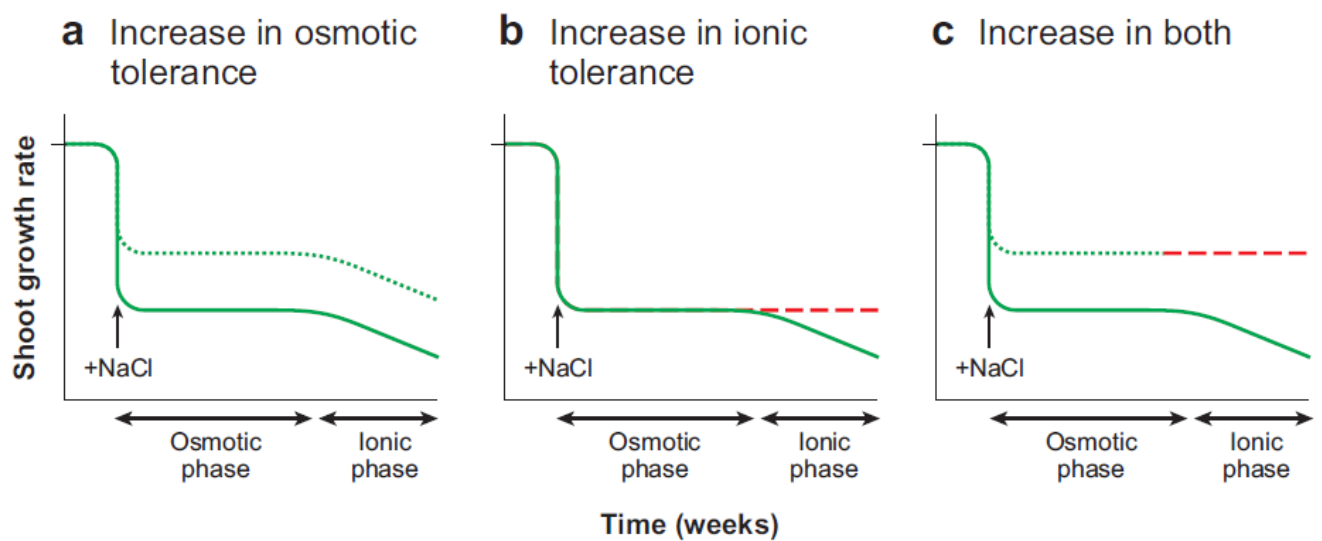 a Increase in osmotic
tolerance
b Increase in ionic
tolerance
c Increase in both
Shoot growth rate
+NaCl
+NaCl
+NaCl
Osmotic
phase
Ionic
phase
Osmotic
phase
Ionic
phase
Osmotic
phase
Ionic
phase
Time (weeks)